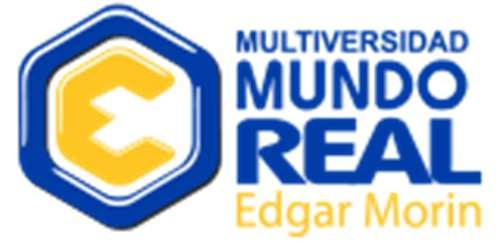 MULTIVERSIDAD
MUNDO
REAL
Edgar Morin